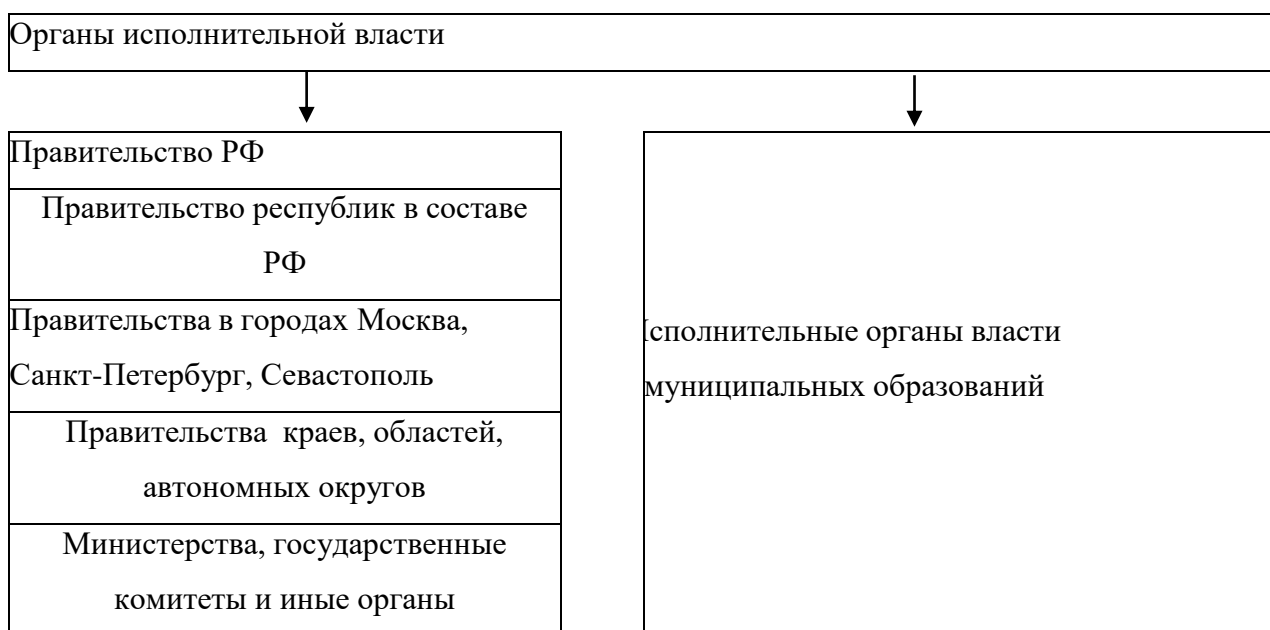 Органы исполнительной власти
Правительство РФ
Правительство республик в составе
РФ
Правительства в городах Москва,
Санкт-Петербург, Севастополь
Правительства краев, областей,
автономных округов
Министерства, государственные
комитеты и иные органы
Исполнительные органы власти
муниципальных образований